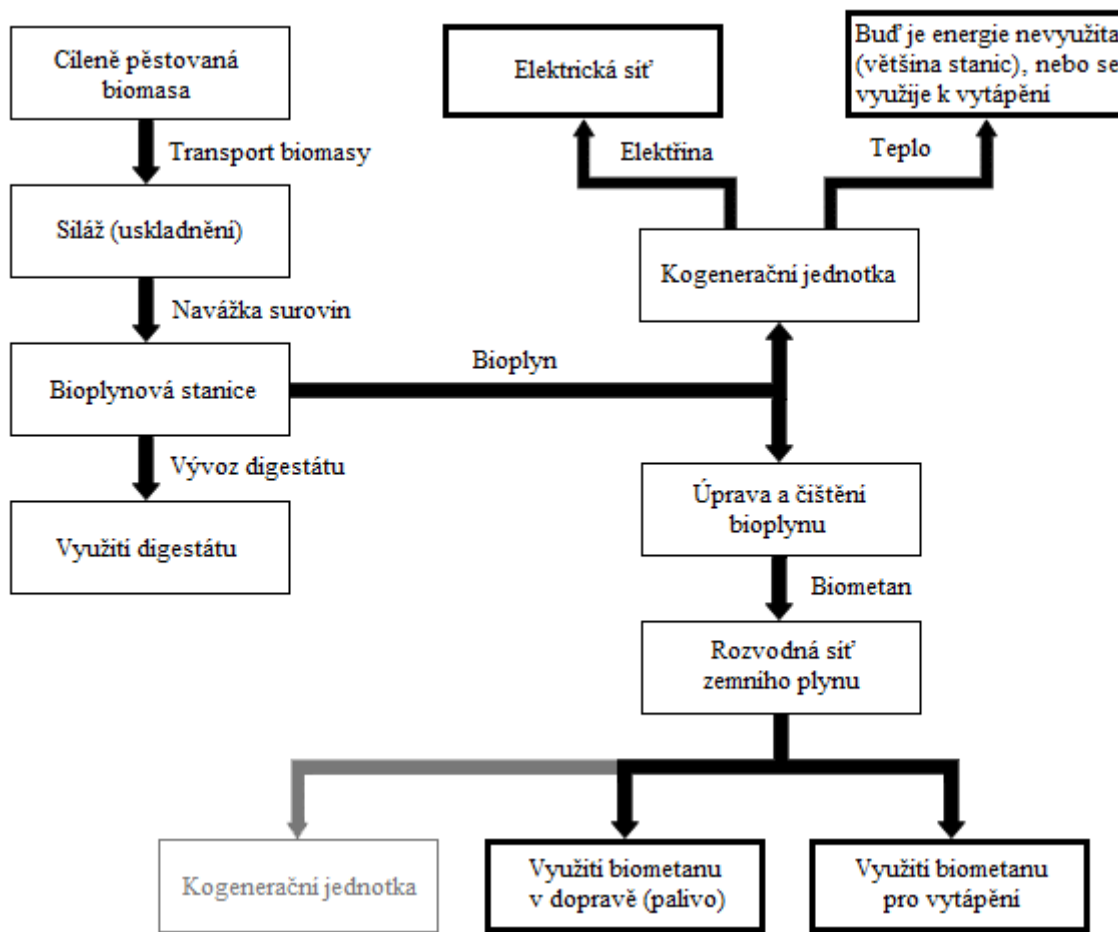 Cíleně pěstovaná
biomasa
Transport biomasy
Siláž (uskladnění)
Navážka surovin
Bioplynová stanice
Vývoz digestátu
Využití digestátu
Bioplyn
Elektrická síť
Buď je energie nevyužita
(většina stanic), nebo se
využije k vytápění
Elektřina
Teplo
Kogenerační jednotka
Úprava a čištění
bioplynu
Biometan
Rozvodná síť
zemního plynu
Kogenerační jednotka
Využití biometanu
v dopravě (palivo)
Využití biometanu
pro vytápění